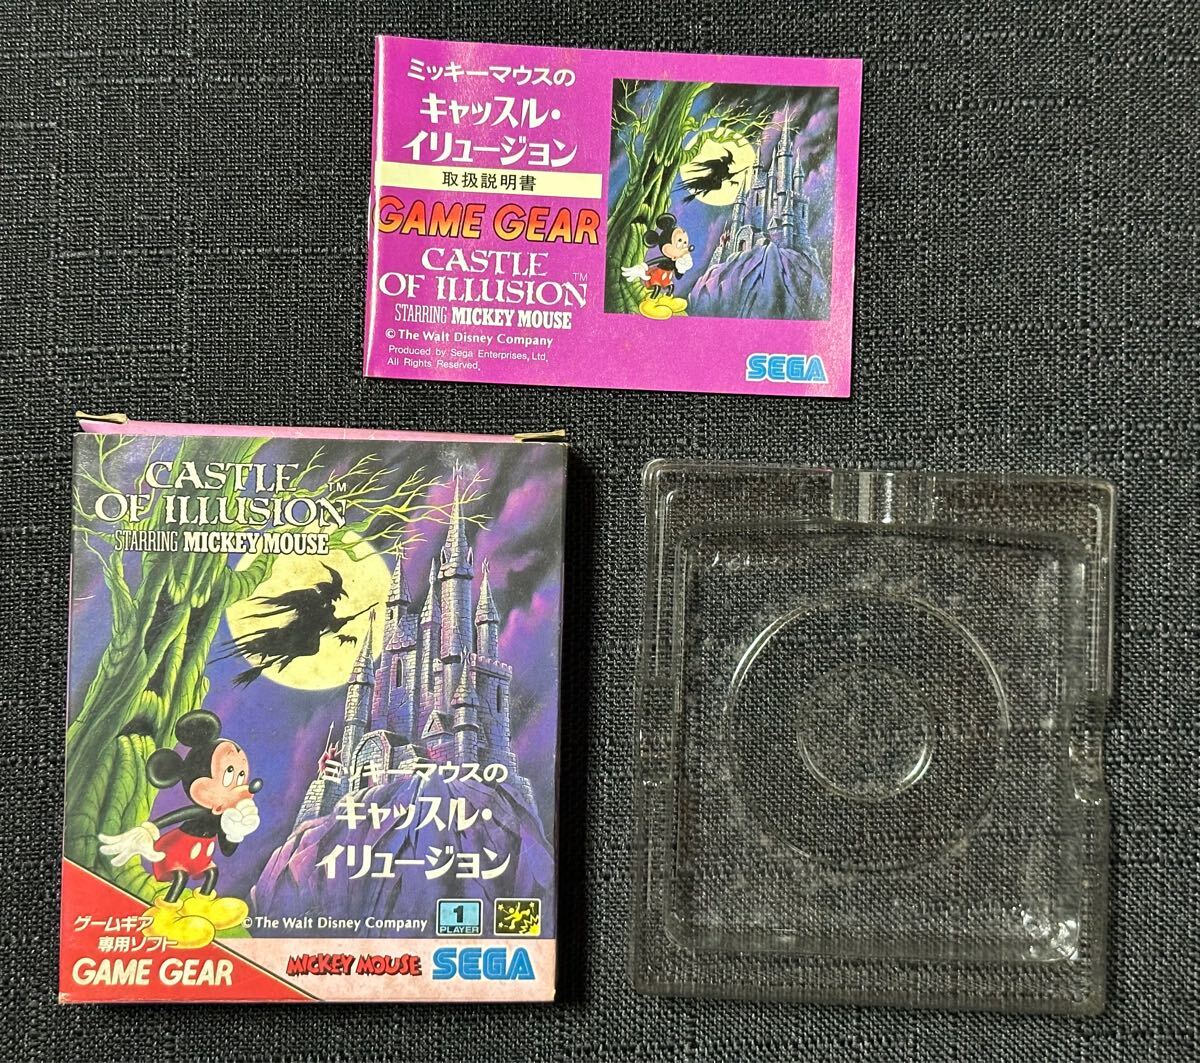 ミッキーマウスの
キャッスル・
イリュージョン
取扱説明書
GAME GEAR
CASTLE
OF ILLUSION™
STARRING MICKEY MOUSE
© The Walt Disney Company
Produced by Sega Enterprises, Ltd.
All Rights Reserved.
SEGA
CASTLE
OF ILLUSION™
STARRING MICKEY MOUSE
ミッキーマウスの
キャッスル・
イリュージョン
© The Walt Disney Company
1
PLAYER
ゲームギア
専用ソフト
GAME GEAR
MICKEY MOUSE
SEGA